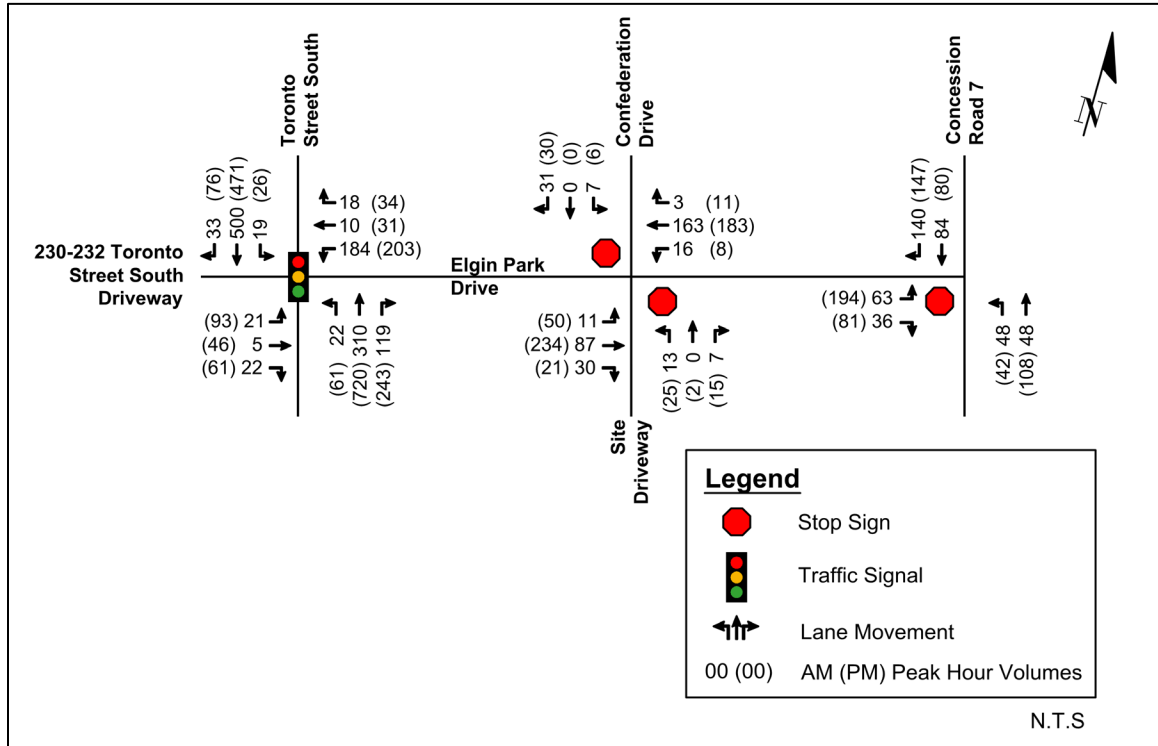 Toronto
Street South
Confederation
Drive
Concession
Road 7
N
33 (76)
500 (471)
19 (26)
18 (34)
10 (31)
184 (203)
31 (30)
0 (0)
7 (6)
3 (11)
163 (183)
16 (8)
140 (147)
84 (80)
230-232 Toronto
Street South
Driveway
Elgin Park
Drive
(93) 21
(46) 5
(61) 22
(61) 22
(720) 310
(243) 119
(50) 11
(234) 87
(21) 30
(25) 13
(2) 0
(15) 7
(194) 63
(81) 36
(42) 48
(108) 48
Site
Driveway
Legend
Stop Sign
Traffic Signal
Lane Movement
00 (00) AM (PM) Peak Hour Volumes
N.T.S